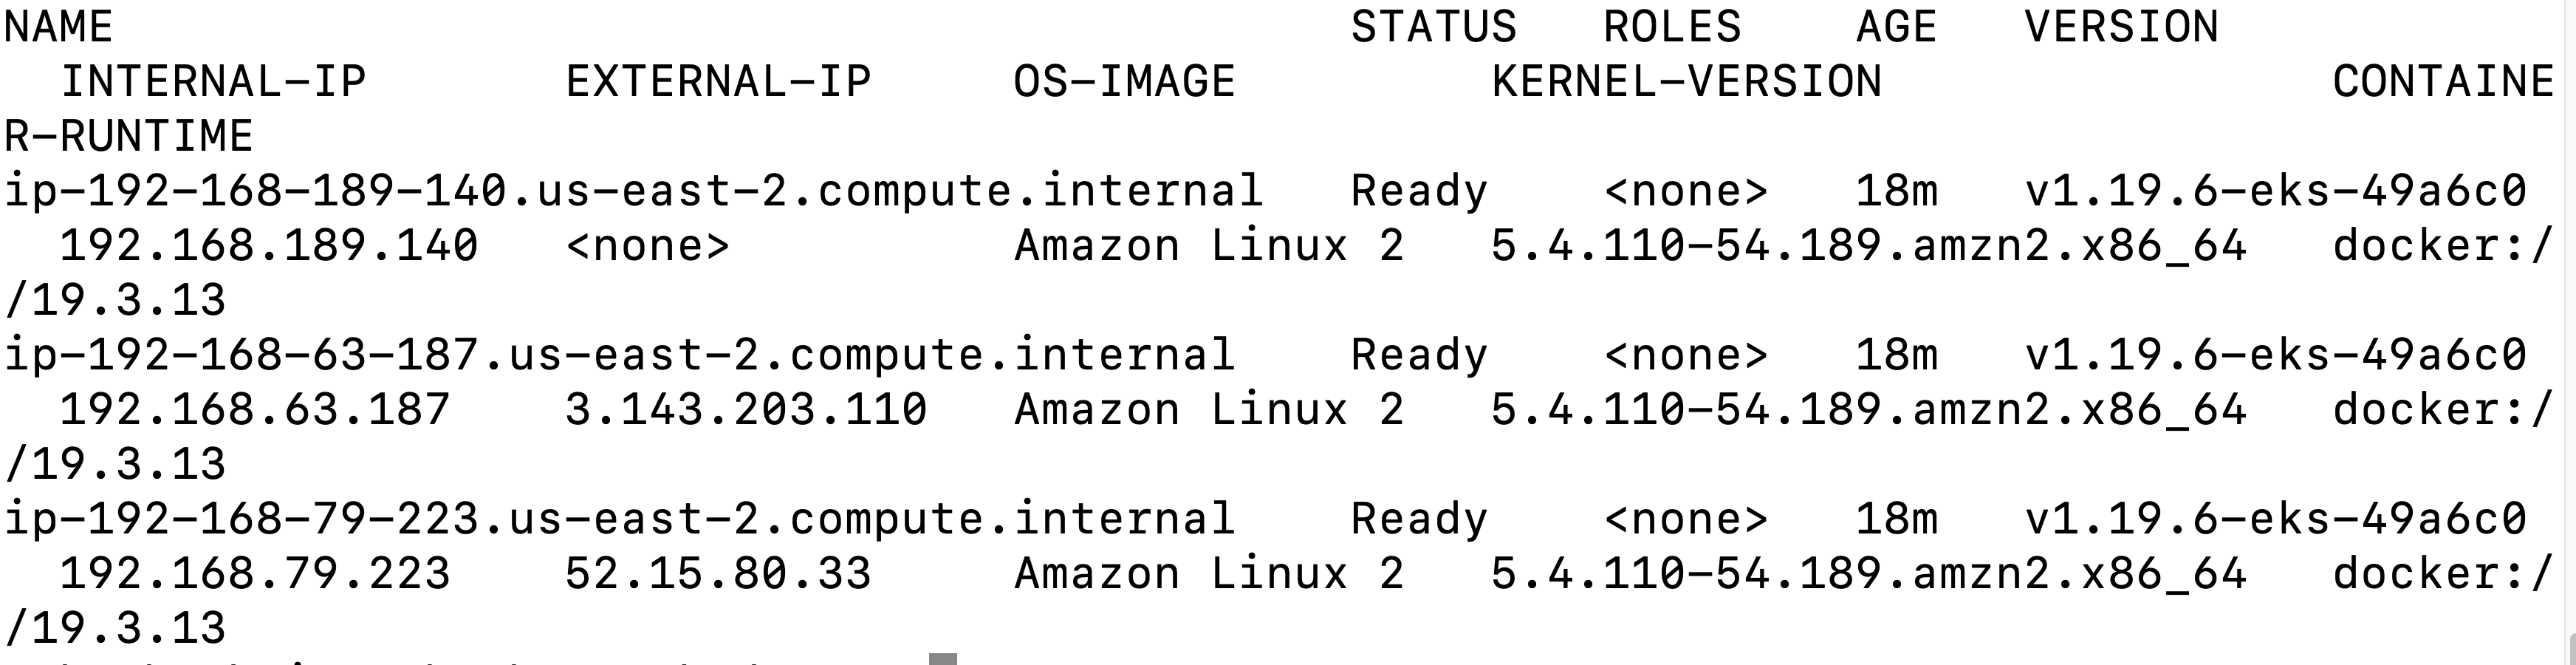 NAME STATUS ROLES AGE VERSION
INTERNAL-IP EXTERNAL-IP OS-IMAGE KERNEL-VERSION CONTAINE
R-RUNTIME
ip-192-168-189-140.us-east-2.compute.internal Ready <none> 18m v1.19.6-eks-49a6c0
192.168.189.140 <none> Amazon Linux 2 5.4.110-54.189.amzn2.x86_64 docker:/
/19.3.13
ip-192-168-63-187.us-east-2.compute.internal Ready <none> 18m v1.19.6-eks-49a6c0
192.168.63.187 3.143.203.110 Amazon Linux 2 5.4.110-54.189.amzn2.x86_64 docker:/
/19.3.13
ip-192-168-79-223.us-east-2.compute.internal Ready <none> 18m v1.19.6-eks-49a6c0
192.168.79.223 52.15.80.33 Amazon Linux 2 5.4.110-54.189.amzn2.x86_64 docker:/
/19.3.13